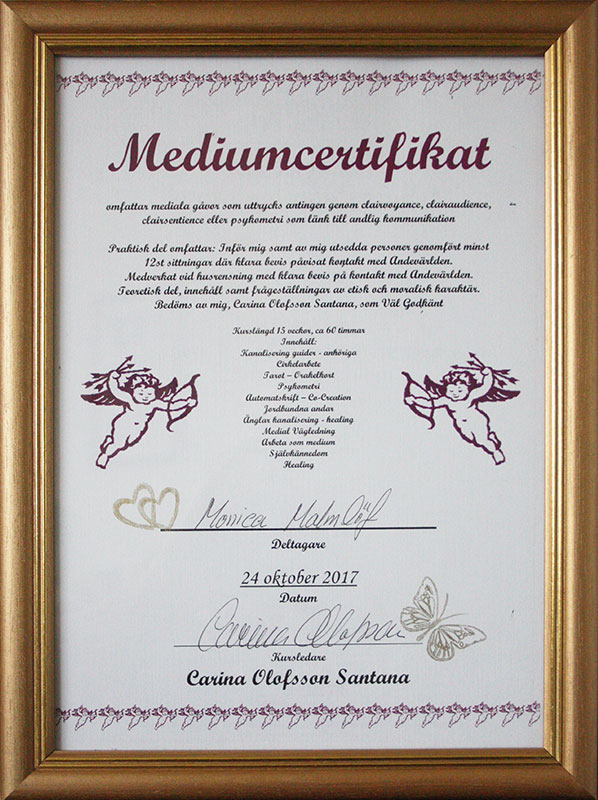 Mediumcertifikat
omfattar mediala gåvor som uttrycks antingen genom clairvoyance, clairaudience,
clairsentience eller psykometri som länk till andlig kommunikation
Praktisk del omfattar: Inför mig samt av mig utsedda personer genomfört minst
12st sittningar där klara bevis påvisat kontakt med Andevärlden.
Medverkat vid husrensning med klara bevis på kontakt med Andevärlden.
Teoretisk del, innehåll samt frågeställningar av etisk och moralisk karaktär.
Bedöms av mig, Carina Olofsson Santana, som Väl Godkänt
Kurslängd 15 veckor, ca 60 timmar
Innehåll:
Kanalisering guider - anhöriga
Cirkelarbete
Tarot – Orakelkort
Psykometri
Automatskrift – Co-Creation
Jordbundna andar
Änglar kanalisering - healing
Medial Vägledning
Arbeta som medium
Självkännedom
Healing
Monica Malmlöf
Deltagare
24 oktober 2017
Datum
Carina Olofsson
Kursledare
Carina Olofsson Santana